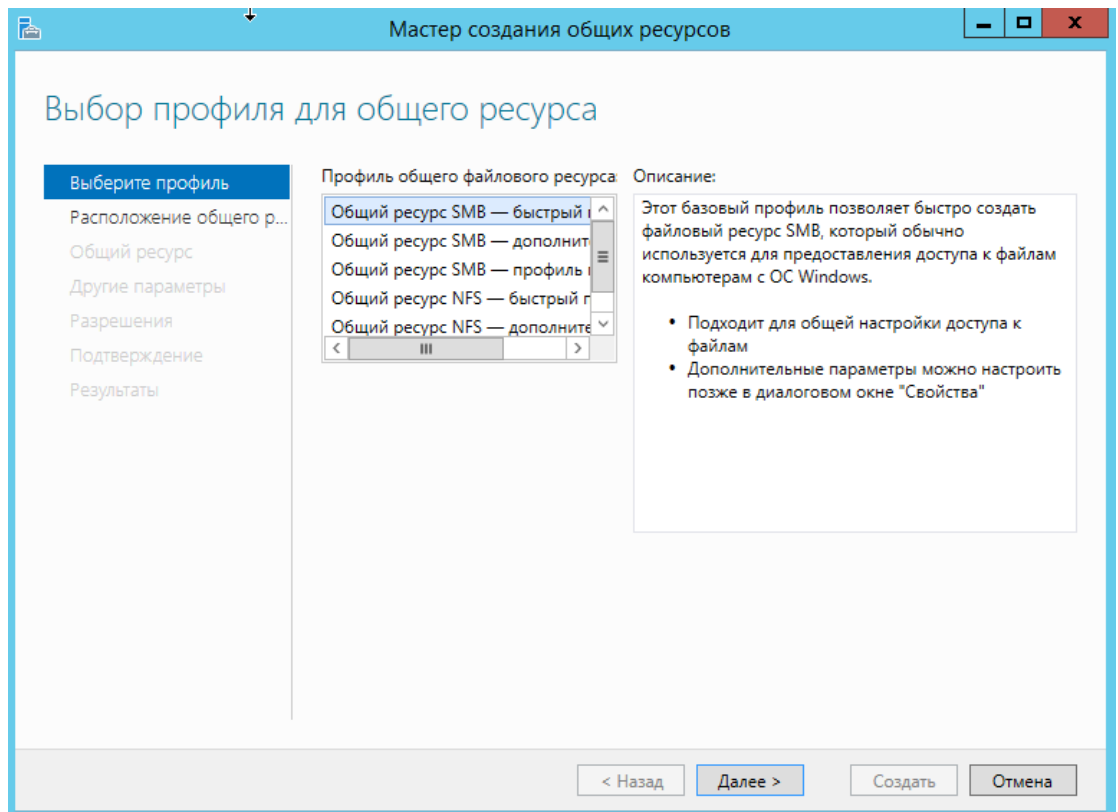 Мастер создания общих ресурсов
Выбор профиля для общего ресурса
Выберите профиль
Расположение общего р...
Общий ресурс
Другие параметры
Разрешения
Подтверждение
Результаты
Профиль общего файлового ресурса:
Общий ресурс SMB — быстрый
Общий ресурс SMB — дополнит
Общий ресурс SMB — профиль
Общий ресурс NFS — быстрый п
Общий ресурс NFS — дополните
Описание:
Этот базовый профиль позволяет быстро создать
файловый ресурс SMB, который обычно
используется для предоставления доступа к файлам
компьютерам с ОС Windows.
• Подходит для общей настройки доступа к
файлам
• Дополнительные параметры можно настроить
позже в диалоговом окне "Свойства"
< Назад
Далее >
Создать
Отмена